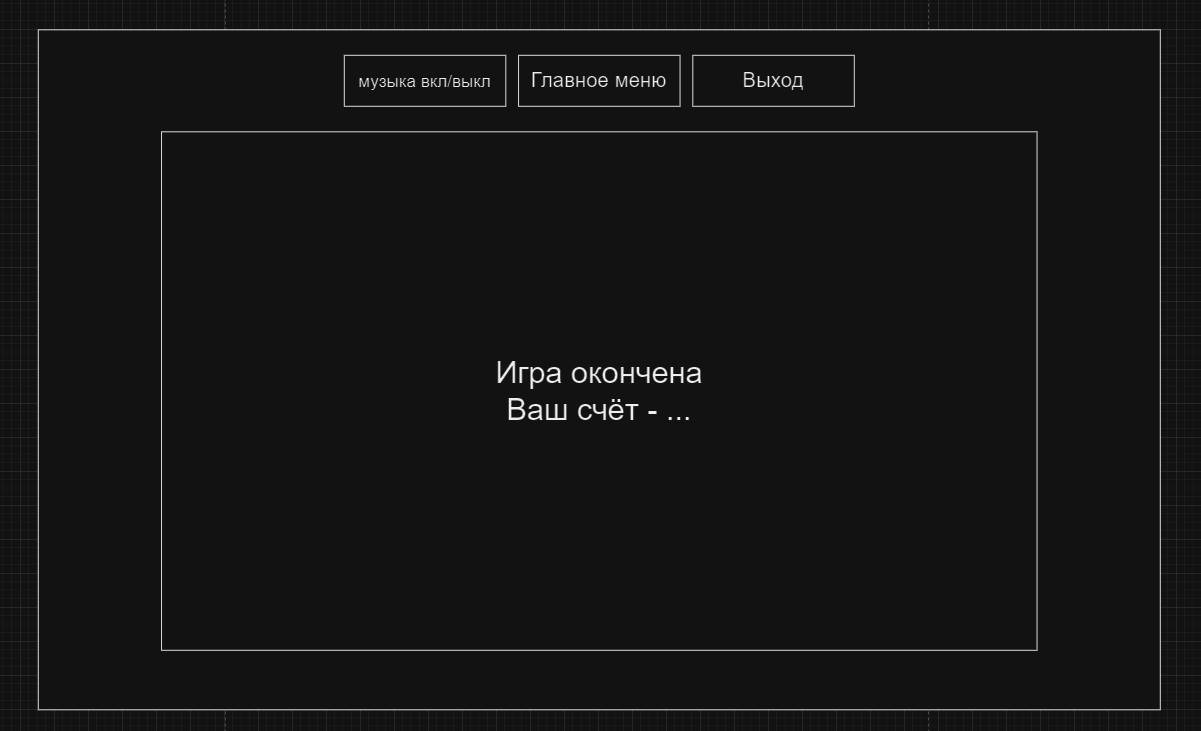 музыка вкл/выкл
Главное меню
Выход
Игра окончена
Ваш счёт - ...